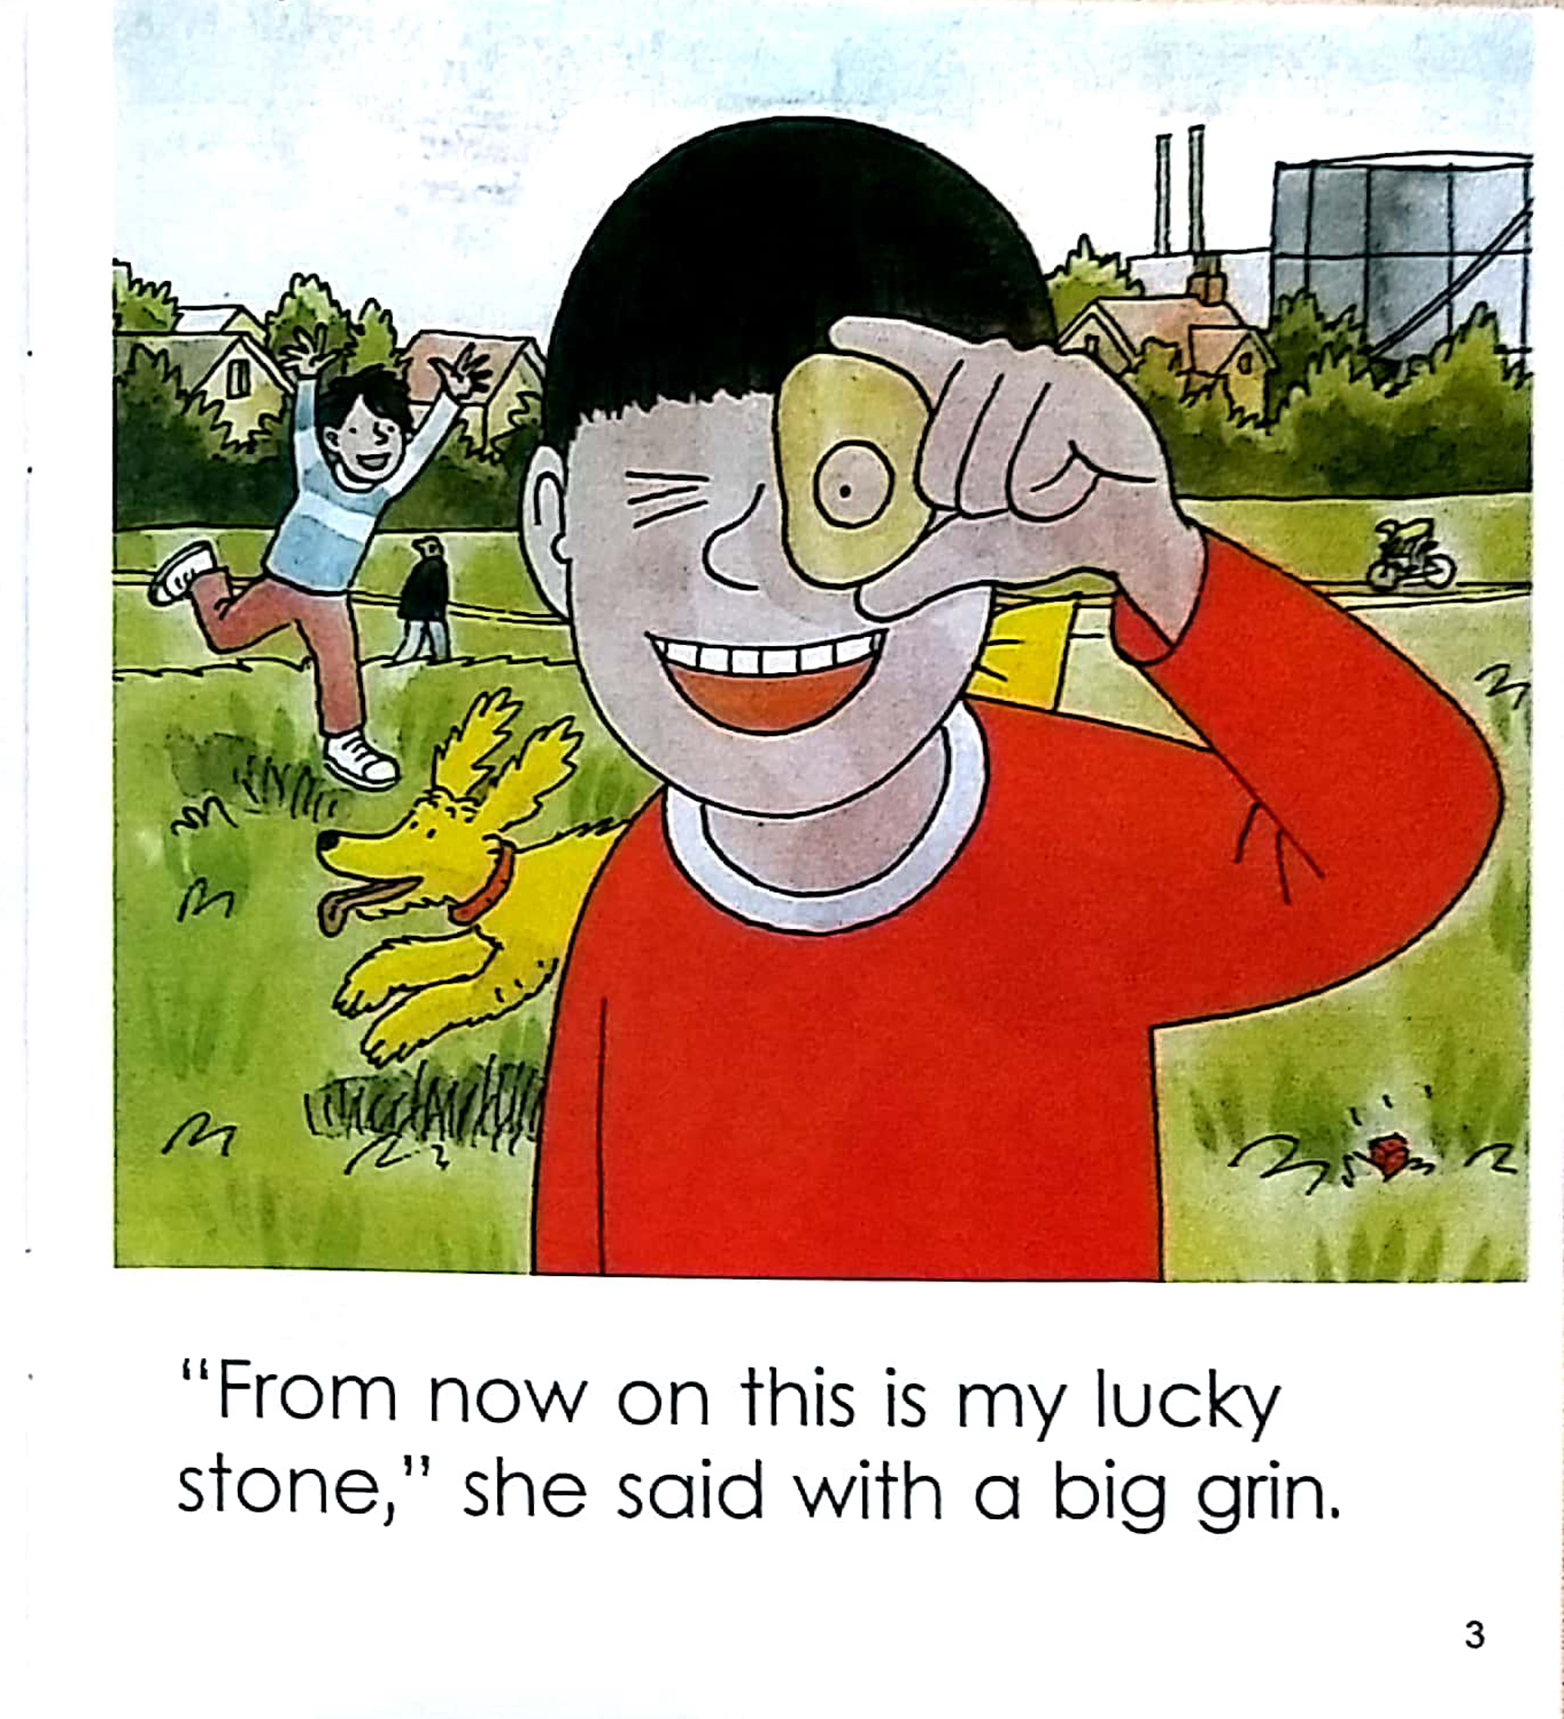 “From now on this is my lucky
stone,” she said with a big grin.
3